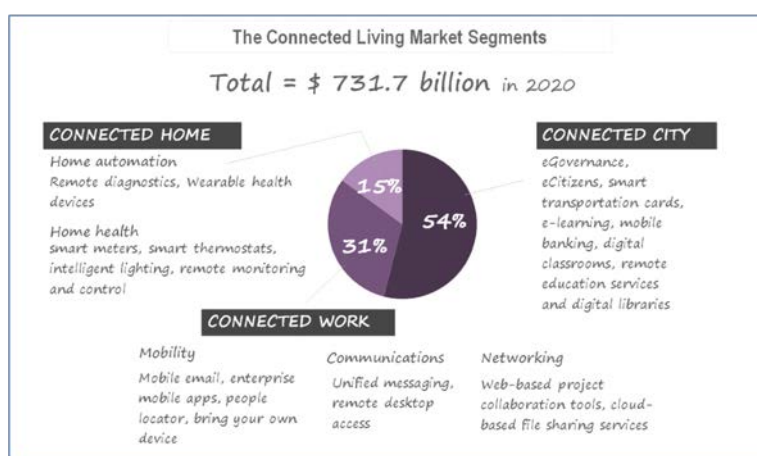 The Connected Living Market Segments
Total = $ 731.7 billion in 2020
CONNECTED HOME
Home automation
Remote diagnostics, Wearable health
devices
Home health
smart meters, smart thermostats,
intelligent lighting, remote monitoring
and control
15%
54%
31%
CONNECTED CITY
eGovernance,
eCitizens, smart
transportation cards,
e-learning, mobile
banking, digital
classrooms, remote
education services
and digital libraries
CONNECTED WORK
Mobility
Mobile email, enterprise
mobile apps, people
locator, bring your own
device
Communications
Unified messaging,
remote desktop
access
Networking
Web-based project
collaboration tools, cloud-
based file sharing services